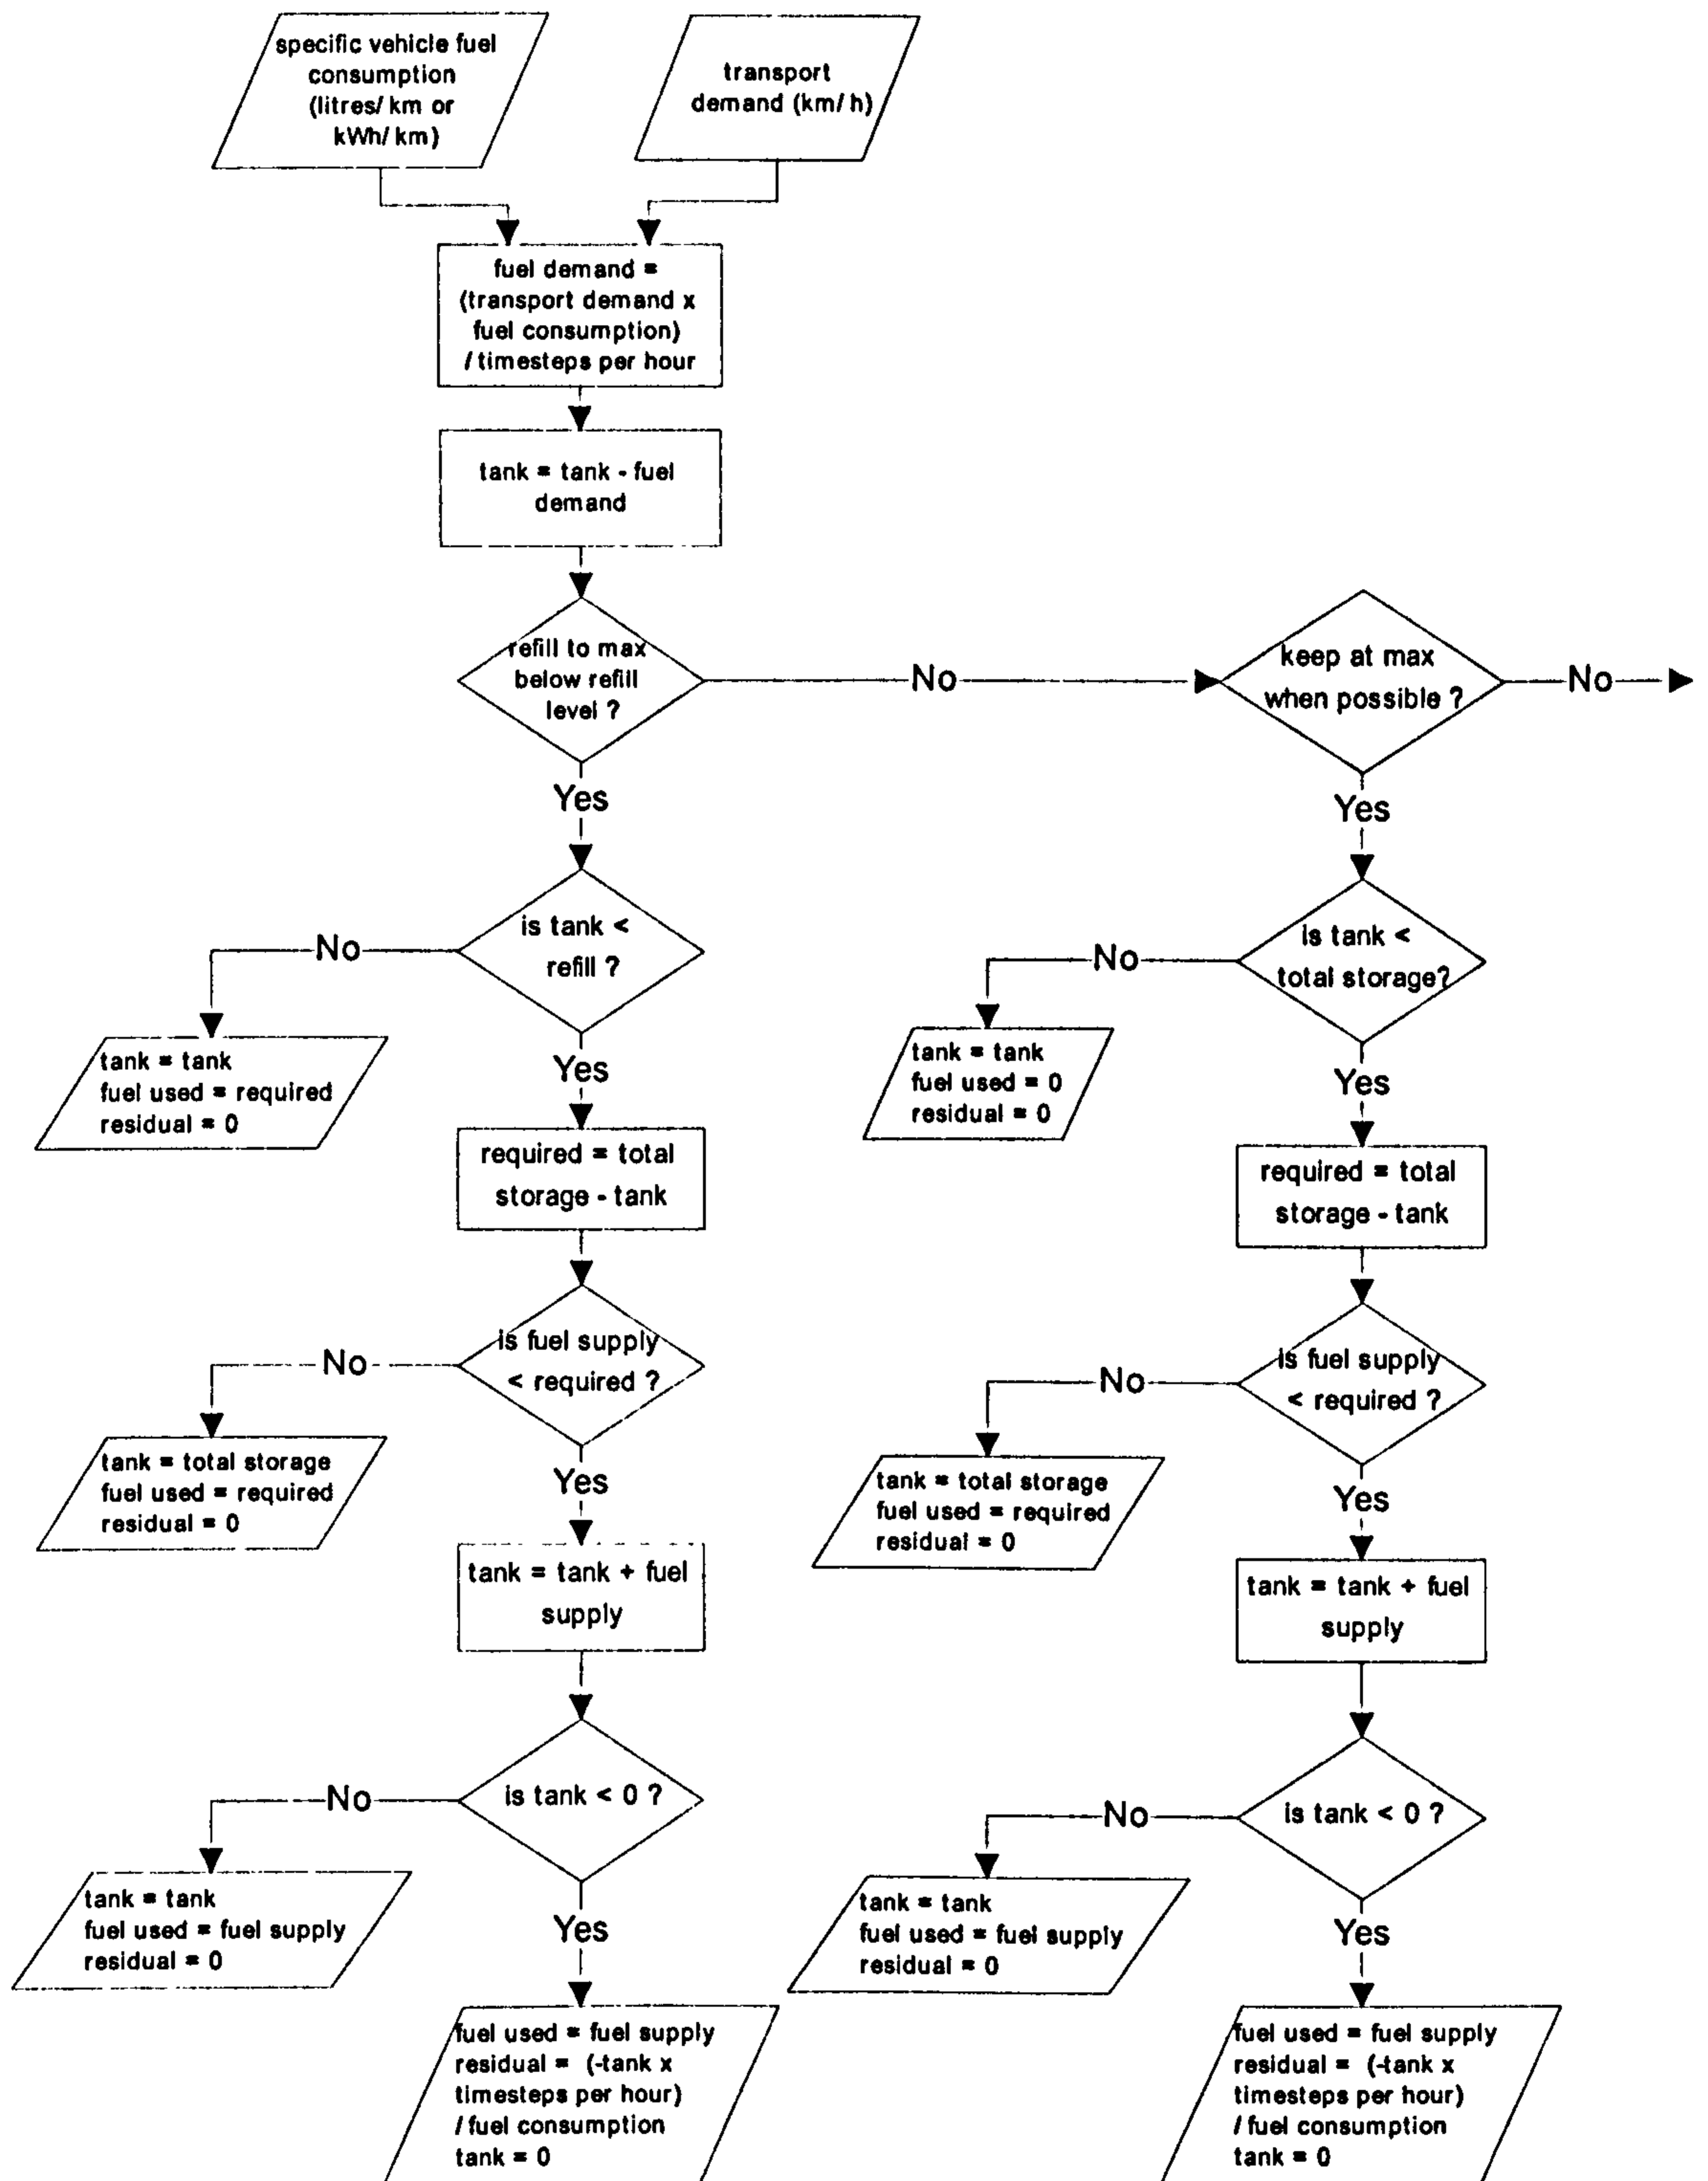 specific vehicle fuel
consumption
(litres/ km or
kWh/ km)
transport
demand (km/ h)
fuel demand =
(transport demand x
fuel consumption)
/ timesteps per hour
tank = tank - fuel
demand
refill to max
below refill
level ?
No
keep at max
when possible ?
No
Yes
Yes
is tank <
refill ?
No
is tank <
total storage?
No
tank = tank
fuel used = required
residual = 0
Yes
tank = tank
fuel used = 0
residual = 0
Yes
required = total
storage - tank
required = total
storage - tank
is fuel supply
< required ?
No
is fuel supply
< required ?
No
tank = total storage
fuel used = required
residual = 0
Yes
tank = total storage
fuel used = required
residual = 0
Yes
tank = tank + fuel
supply
tank = tank + fuel
supply
is tank < 0 ?
No
is tank < 0 ?
No
tank = tank
fuel used = fuel supply
residual = 0
Yes
tank = tank
fuel used = fuel supply
residual = 0
Yes
fuel used = fuel supply
residual = (-tank x
timesteps per hour)
/ fuel consumption
tank = 0
fuel used = fuel supply
residual = (-tank x
timesteps per hour)
/ fuel consumption
tank = 0